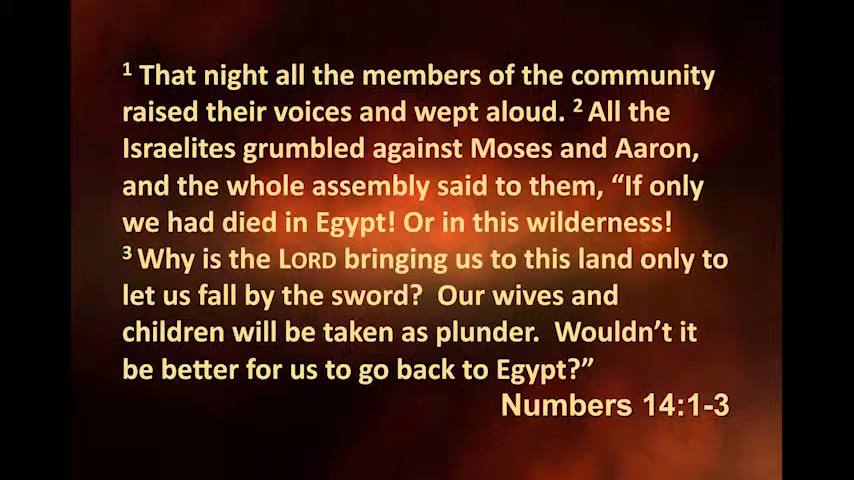 ¹ That night all the members of the community
raised their voices and wept aloud. ² All the
Israelites grumbled against Moses and Aaron,
and the whole assembly said to them, “If only
we had died in Egypt! Or in this wilderness!
³ Why is the LORD bringing us to this land only to
let us fall by the sword?  Our wives and
children will be taken as plunder.  Wouldn’t it
be better for us to go back to Egypt?”
Numbers 14:1-3